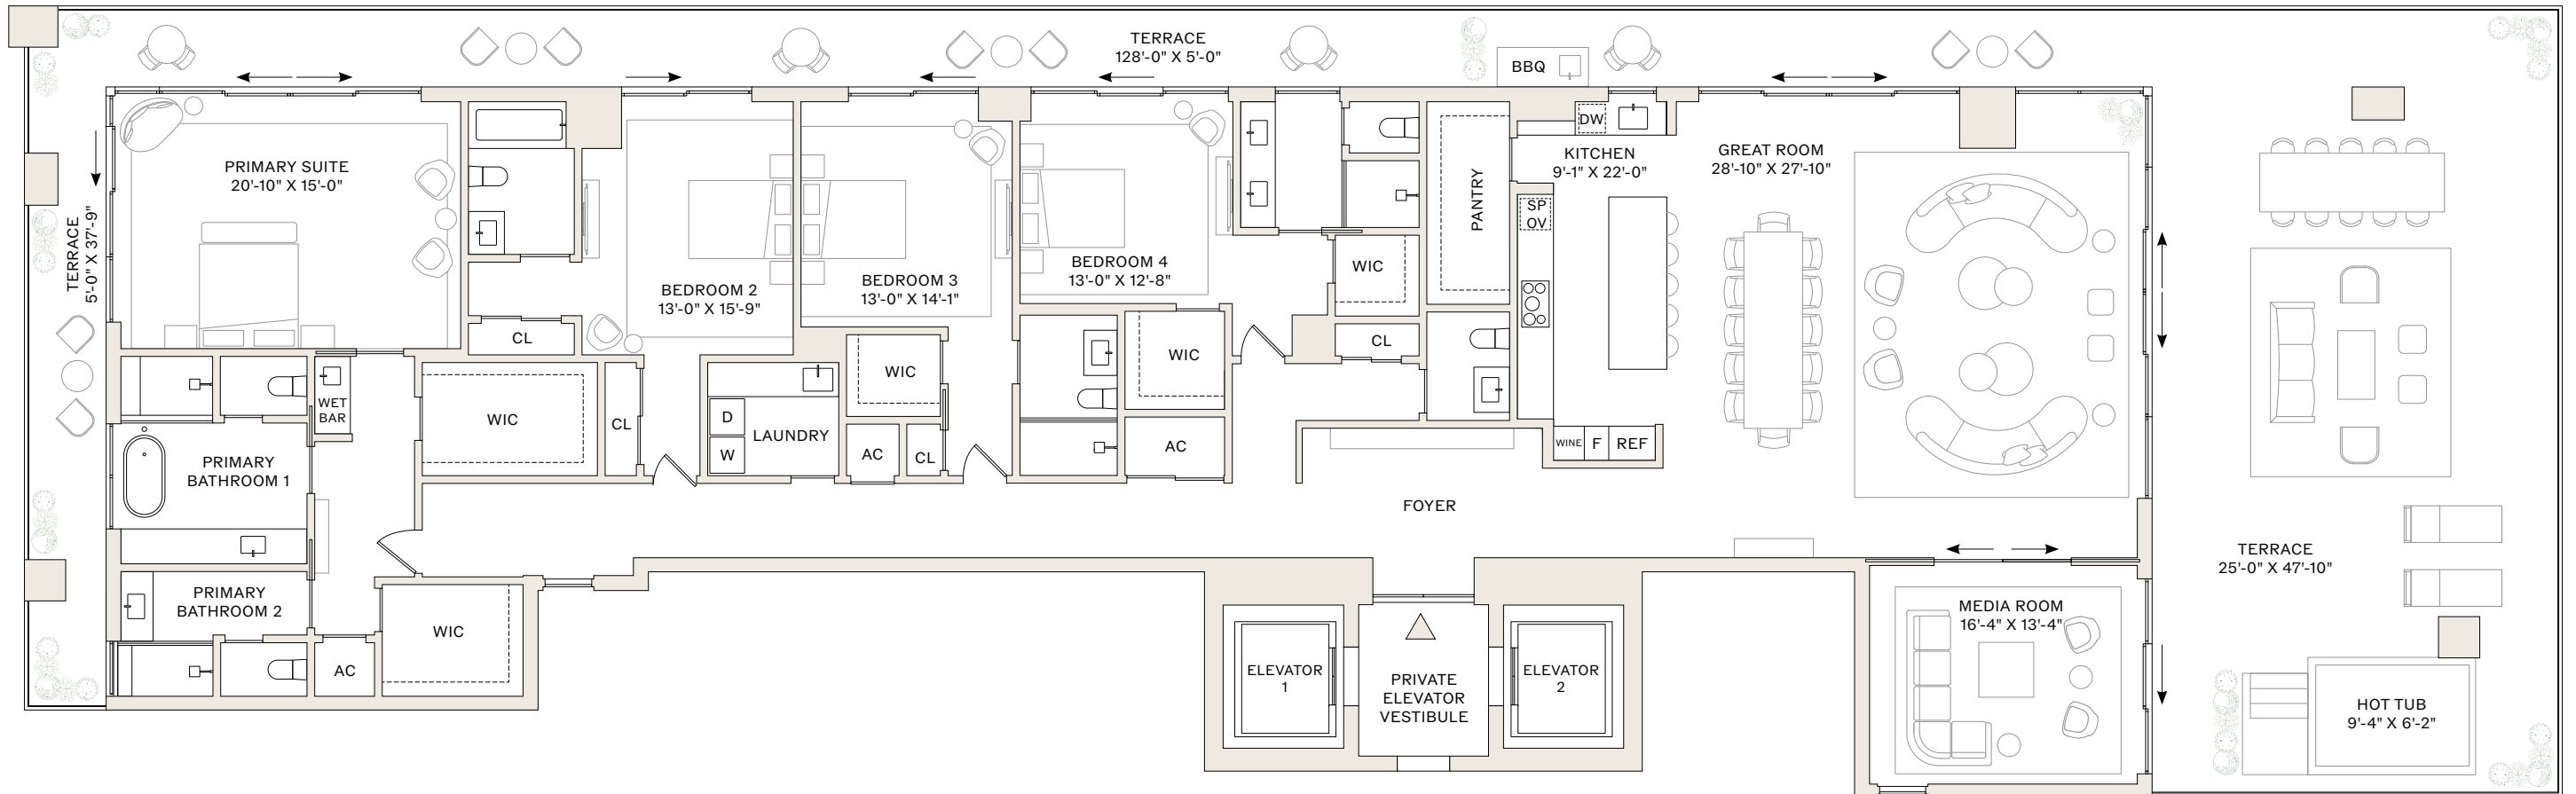 TERRACE
128'-0" X 5'-0"
BBQ
DW
PRIMARY SUITE
20'-10" X 15'-0"
TERRACE
5'-0" X 37'-9"
KITCHEN
9'-1" X 22'-0"
GREAT ROOM
28'-10" X 27'-10"
PANTRY
SP
OV
BEDROOM 2
13'-0" X 15'-9"
BEDROOM 3
13'-0" X 14'-1"
BEDROOM 4
13'-0" X 12'-8"
WIC
CL
CL
WIC
WIC
WET
BAR
WIC
CL
D
W
LAUNDRY
AC
CL
AC
WINE
F
REF
PRIMARY
BATHROOM 1
FOYER
PRIMARY
BATHROOM 2
WIC
AC
ELEVATOR
1
PRIVATE
ELEVATOR
VESTIBULE
ELEVATOR
2
MEDIA ROOM
16'-4" X 13'-4"
TERRACE
25'-0" X 47'-10"
HOT TUB
9'-4" X 6'-2"